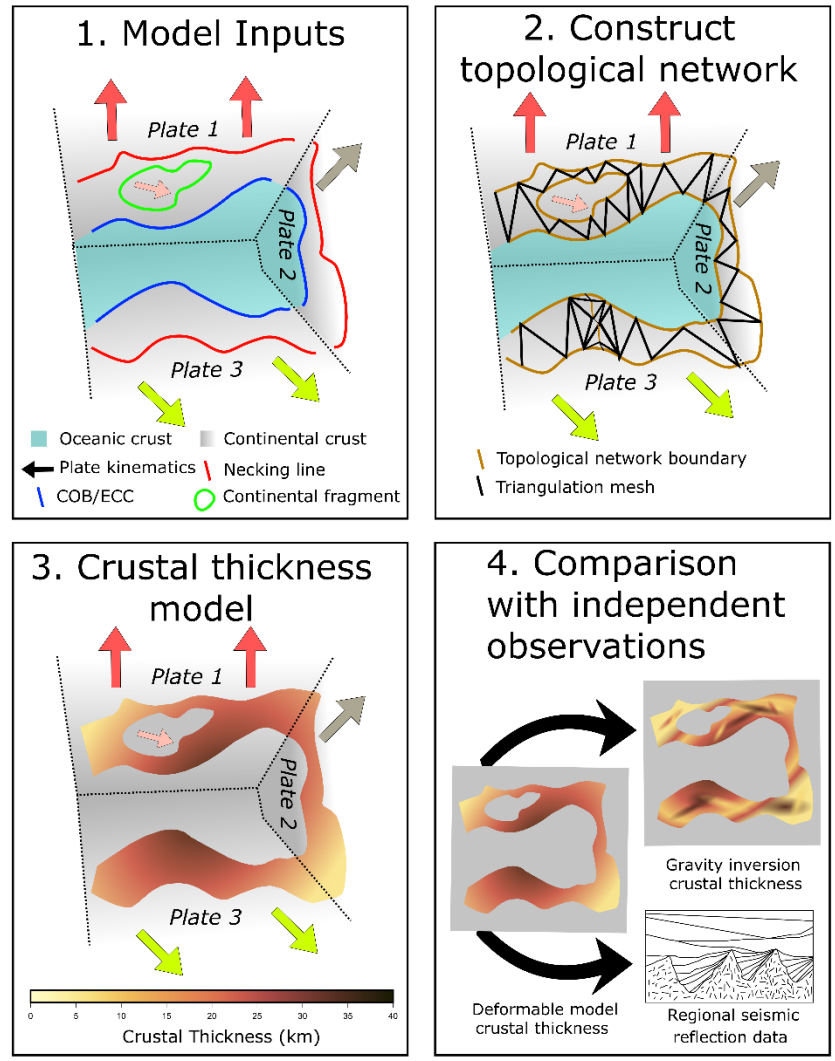 1. Model Inputs
Plate 1
Plate 2
Plate 3
Oceanic crust
Continental crust
Plate kinematics
Necking line
COB/ECC
Continental fragment
2. Construct
topological network
Plate 1
Plate 2
Plate 3
Topological network boundary
Triangulation mesh
3. Crustal thickness
model
Plate 1
Plate 2
Plate 3
0 5 10 15 20 25 30 35 40
Crustal Thickness (km)
4. Comparison
with independent
observations
Gravity inversion
crustal thickness
Deformable model
crustal thickness
Regional seismic
reflection data